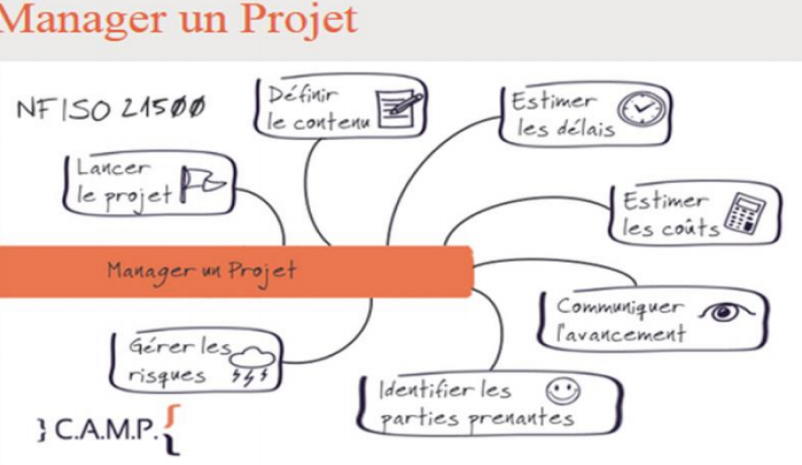 Manager un Projet
NF ISO 21500
Définir
le contenu
Estimer
les délais
Lancer
le projet
Estimer
les coûts
Manager un Projet
Communiquer
l'avancement
Gérer les
risques
Identifier les
parties prenantes
} C.A.M.P. {